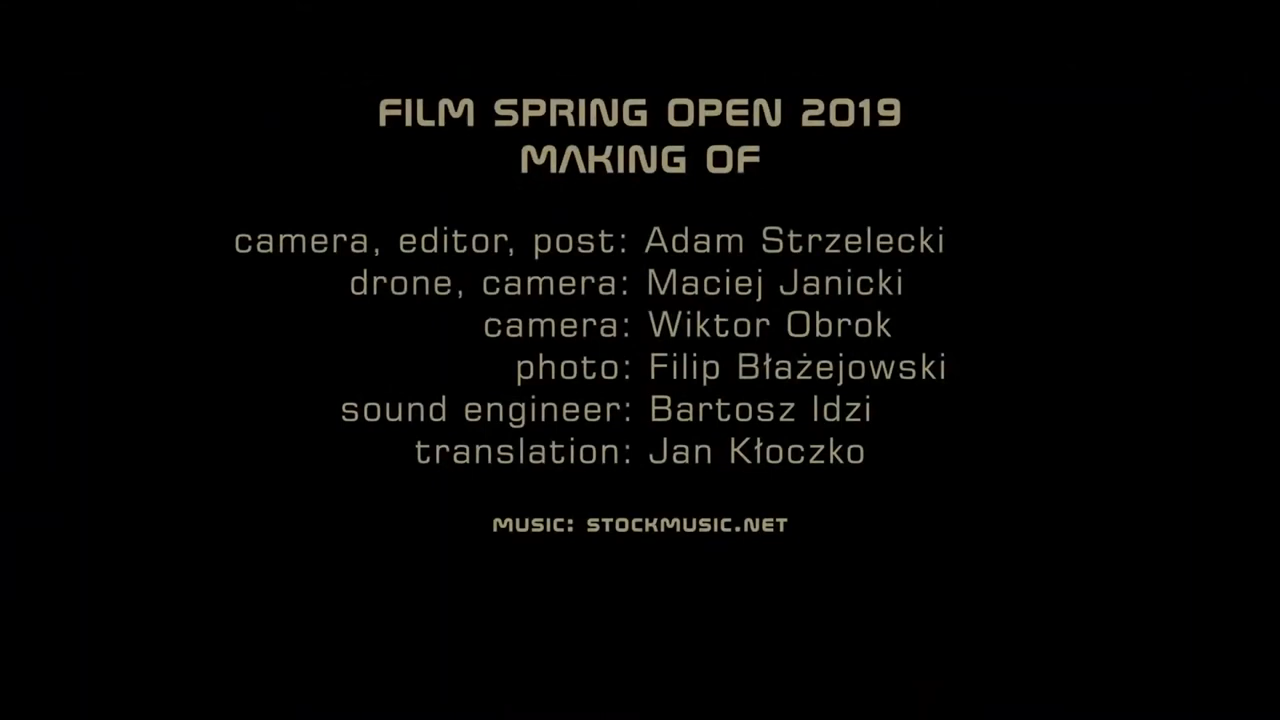 FILM SPRING OPEN 2019
MAKING OF
camera, editor, post: Adam Strzelecki
drone, camera: Maciej Janicki
camera: Wiktor Obrok
photo: Filip Błażejowski
sound engineer: Bartosz Idzi
translation: Jan Kłoczko
MUSIC: STOCKMUSIC.NET